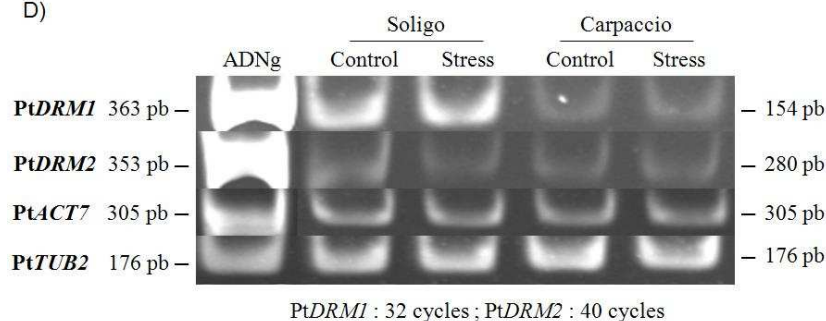 D)
Soligo Carpaccio
ADNg Control Stress Control Stress
PtDRM1 363 pb – – 154 pb
PtDRM2 353 pb – – 280 pb
PtACT7 305 pb – – 305 pb
PtTUB2 176 pb – – 176 pb
PtDRM1 : 32 cycles ; PtDRM2 : 40 cycles